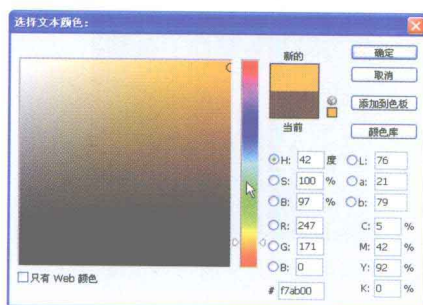 选择文本颜色：
新的
当前
确定
取消
添加到色板
颜色库
H: 42 度
S: 100 %
B: 97 %
R: 247
G: 171
B: 0
# f7ab00
L: 76
a: 21
b: 79
C: 5 %
M: 42 %
Y: 92 %
K: 0 %
只有 Web 颜色